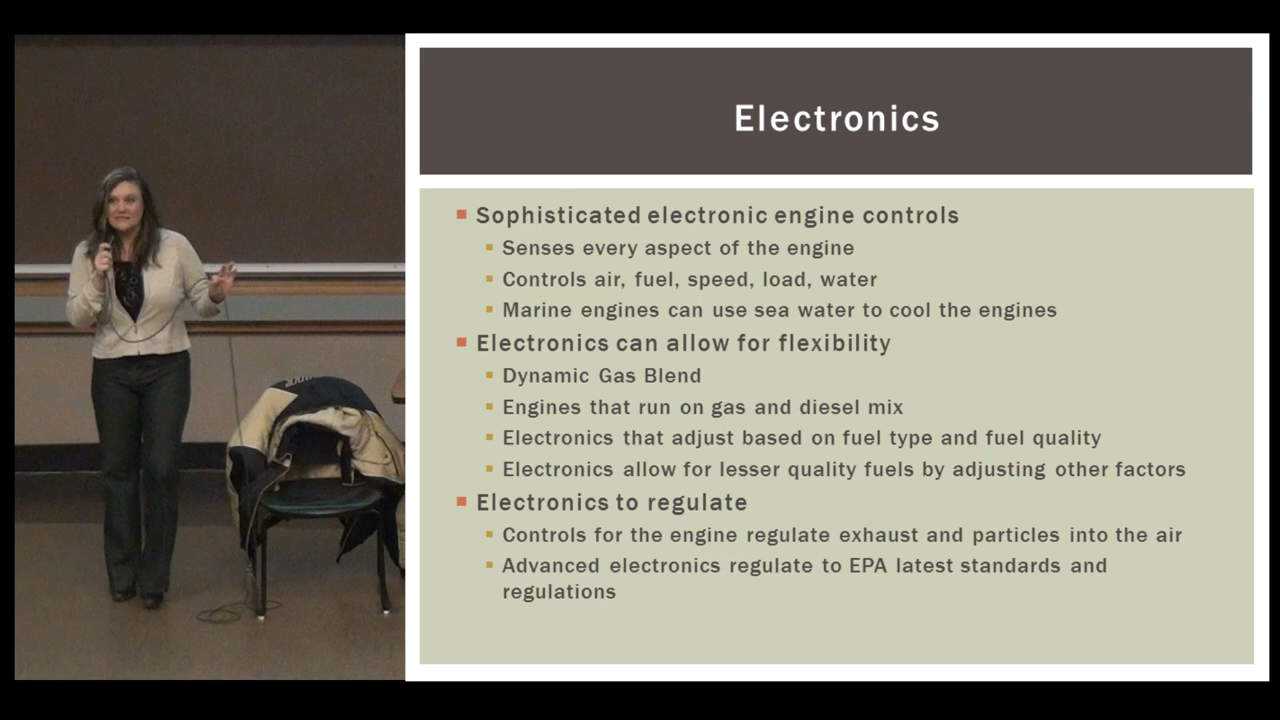 Electronics
Sophisticated electronic engine controls
Senses every aspect of the engine
Controls air, fuel, speed, load, water
Marine engines can use sea water to cool the engines
Electronics can allow for flexibility
Dynamic Gas Blend
Engines that run on gas and diesel mix
Electronics that adjust based on fuel type and fuel quality
Electronics allow for lesser quality fuels by adjusting other factors
Electronics to regulate
Controls for the engine regulate exhaust and particles into the air
Advanced electronics regulate to EPA latest standards and
regulations